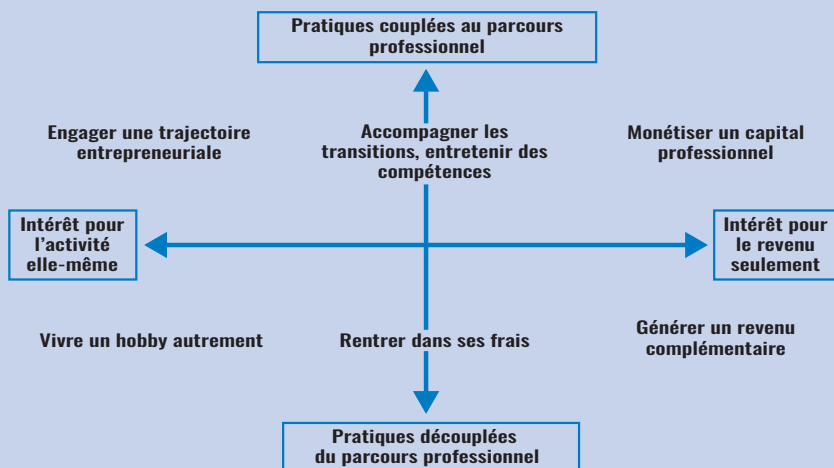 Pratiques couplées au parcours
professionnel
Engager une trajectoire
entrepreneuriale
Accompagner les
transitions, entretenir des
compétences
Monétiser un capital
professionnel
Intérêt pour
l'activité
elle-même
Intérêt pour
le revenu
seulement
Vivre un hobby autrement
Rentrer dans ses frais
Générer un revenu
complémentaire
Pratiques découplées
du parcours professionnel